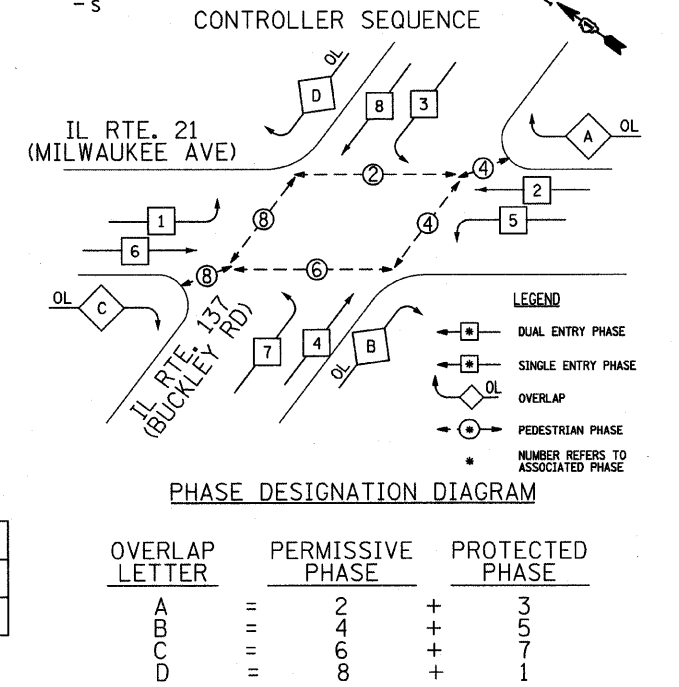 - S
CONTROLLER SEQUENCE
OL
D
8
3
A
OL
IL RTE. 21
(MILWAUKEE AVE)
2
4
2
1
8
4
5
6
8
6
OL
C
IL RTE. 137
(BUCKLEY RD)
7
4
OL
B
LEGEND
* DUAL ENTRY PHASE
* SINGLE ENTRY PHASE
OL OVERLAP
* PEDESTRIAN PHASE
* NUMBER REFERS TO
ASSOCIATED PHASE
PHASE DESIGNATION DIAGRAM
OVERLAP PERMISSIVE PROTECTED
LETTER PHASE PHASE
A = 2 + 3
B = 4 + 5
C = 6 + 7
D = 8 + 1